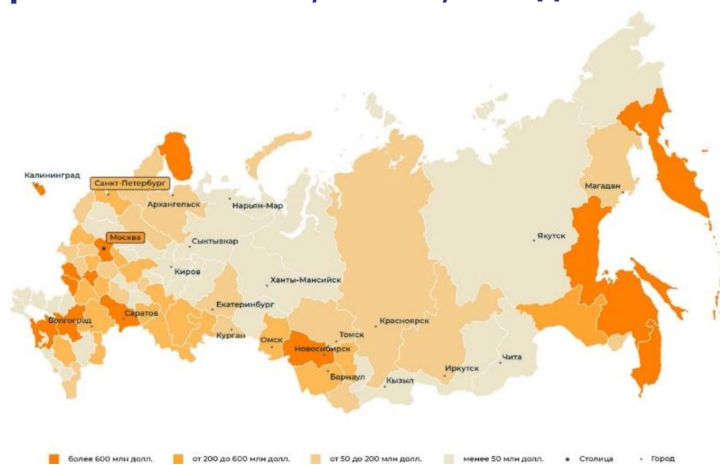 Калининград
Санкт-Петербург
Архангельск
Нарьян-Мар
Магадан
Москва
Сыктывкар
Якутск
Киров
Ханты-Мансийск
Волгоград
Саратов
Екатеринбург
Курган
Омск
Томск
Красноярск
Новосибирск
Барнаул
Кызыл
Иркутск
Чита
более 600 млн долл.
от 200 до 600 млн долл.
от 50 до 200 млн долл.
менее 50 млн долл.
Столица
Город